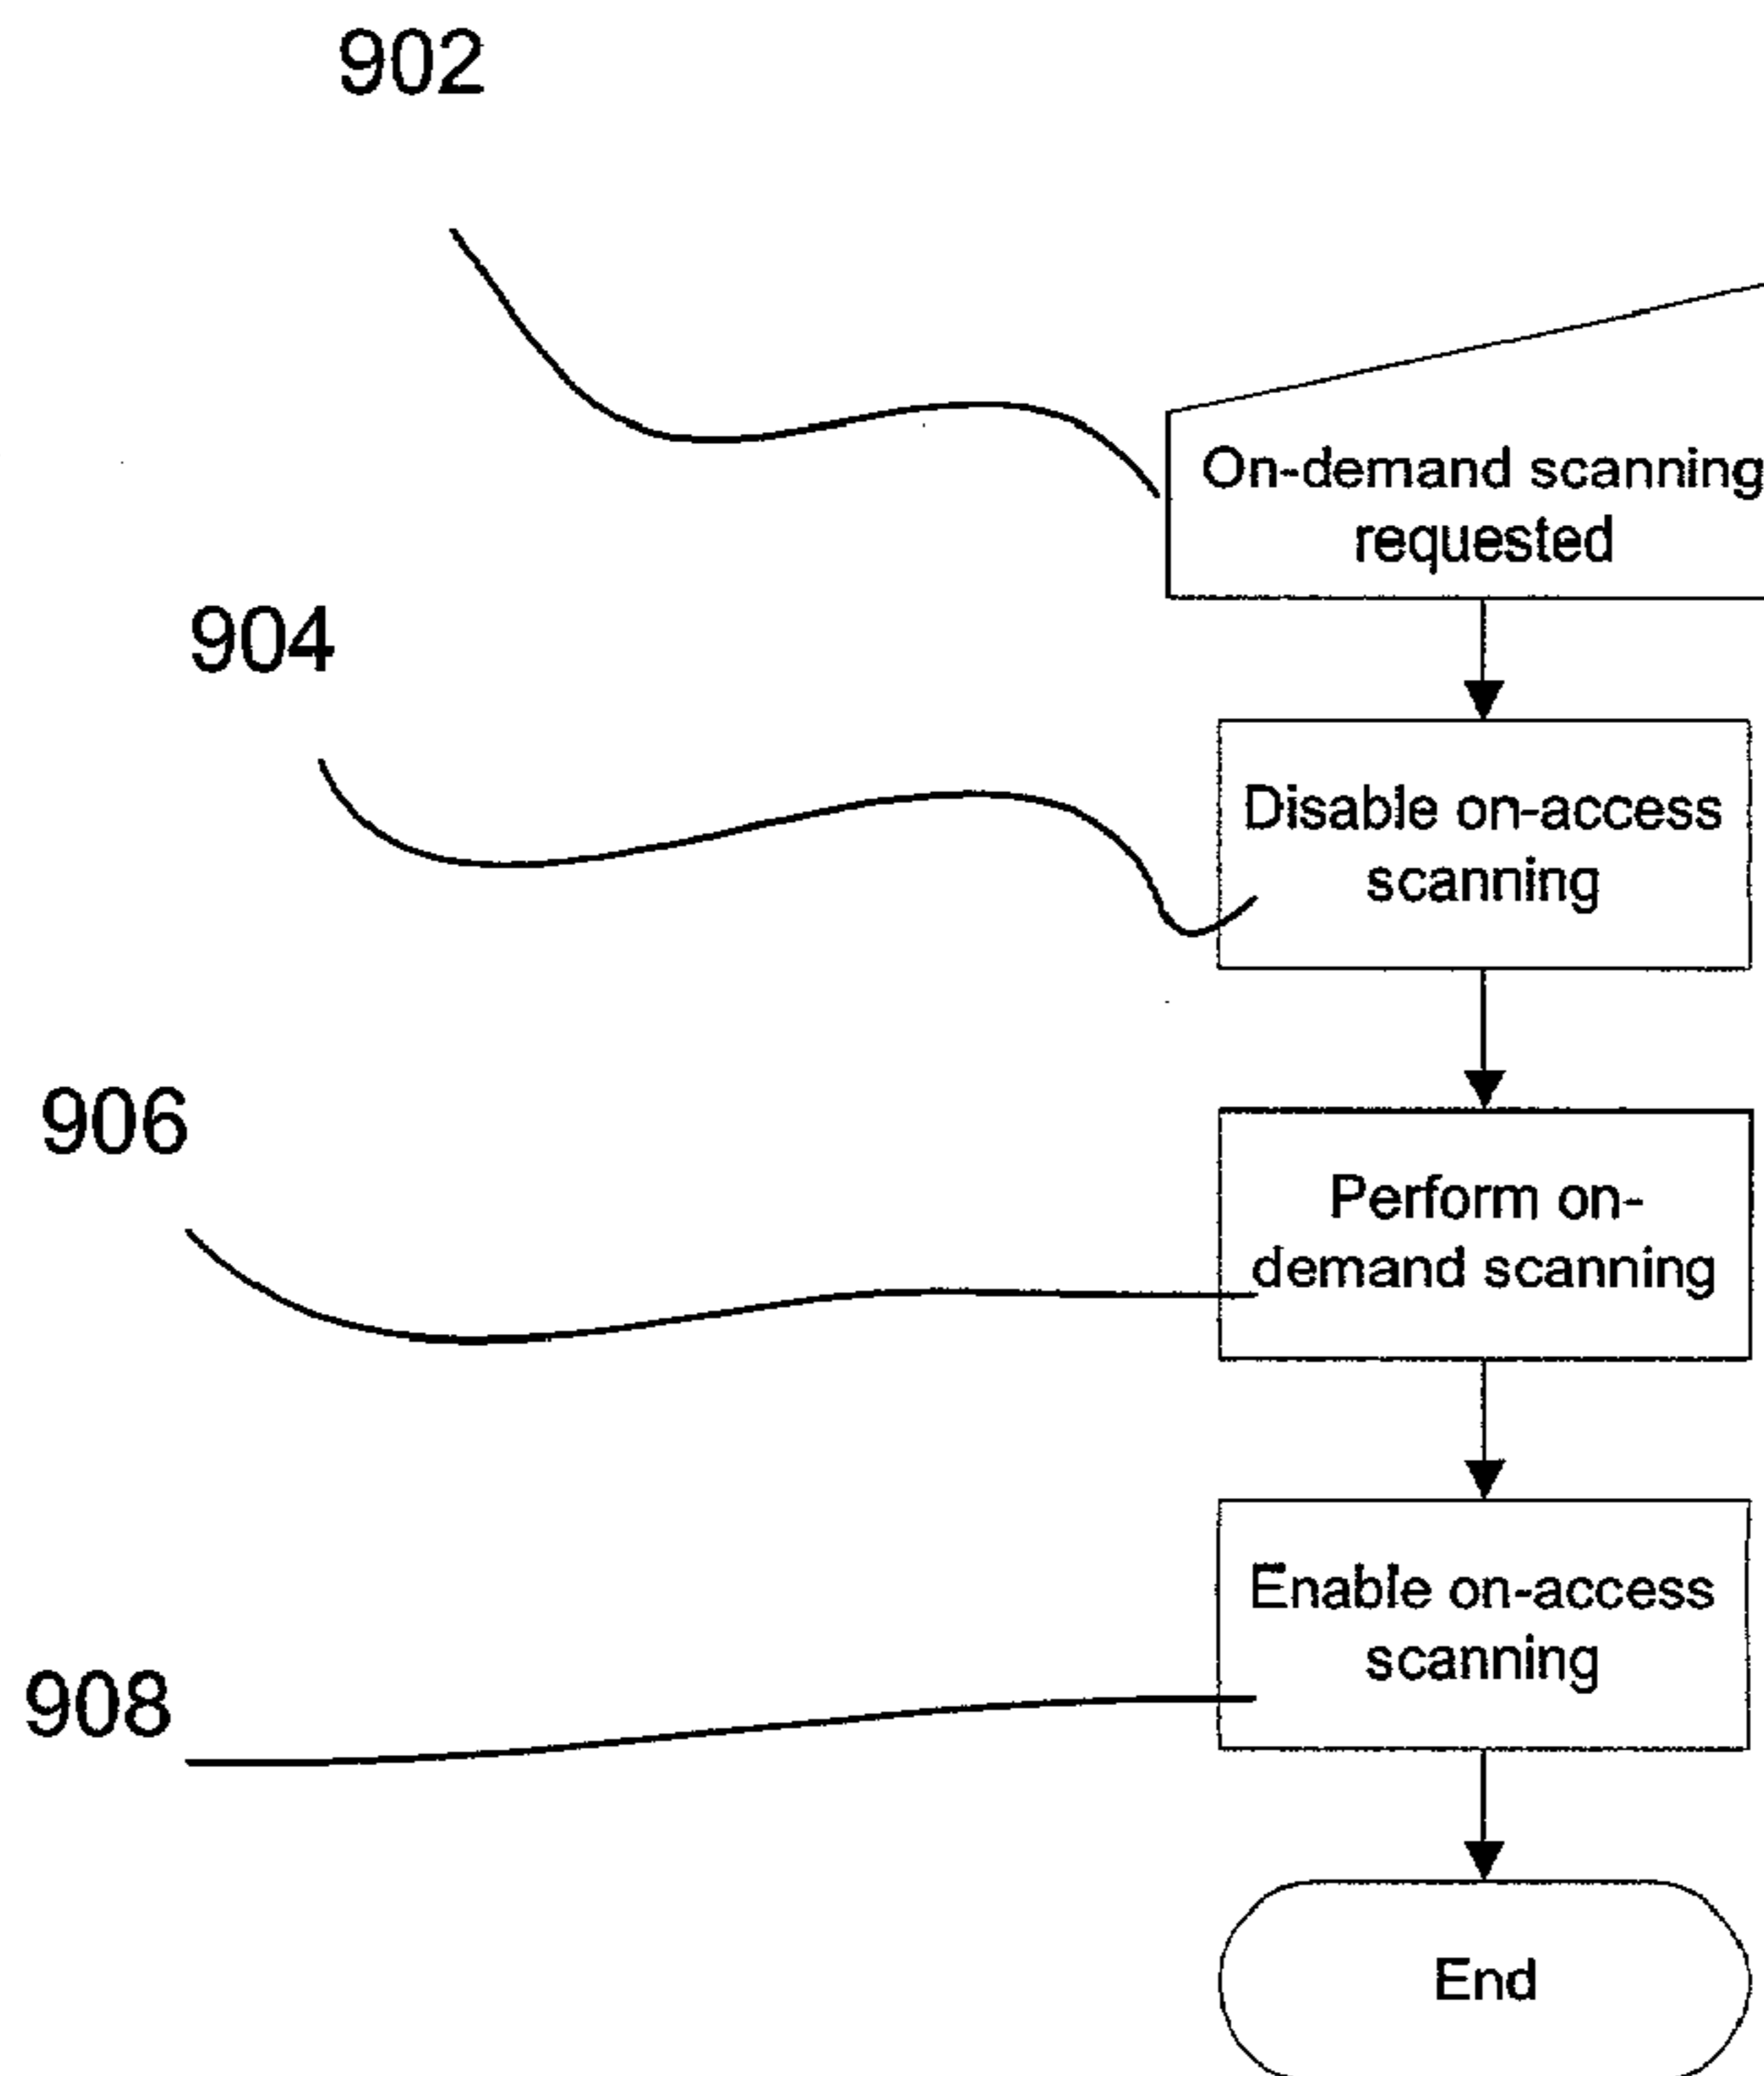 902
On-demand scanning
requested
904
Disable on-access
scanning
906
Perform on-
demand scanning
Enable on-access
scanning
908
End